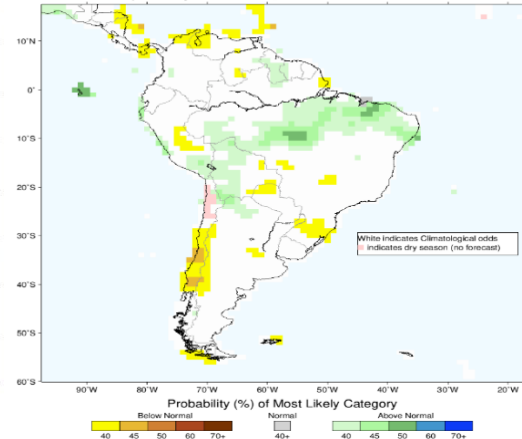 10°N
0°
10°S
20°S
30°S
40°S
50°S
60°S
White indicates Climatological odds
indicates dry season (no forecast)
90°W 80°W 70°W 60°W 50°W 40°W 30°W 20°W
Probability (%) of Most Likely Category
Below Normal Normal Above Normal
40 45 50 60 70+ 40+ 40 45 50 60 70+